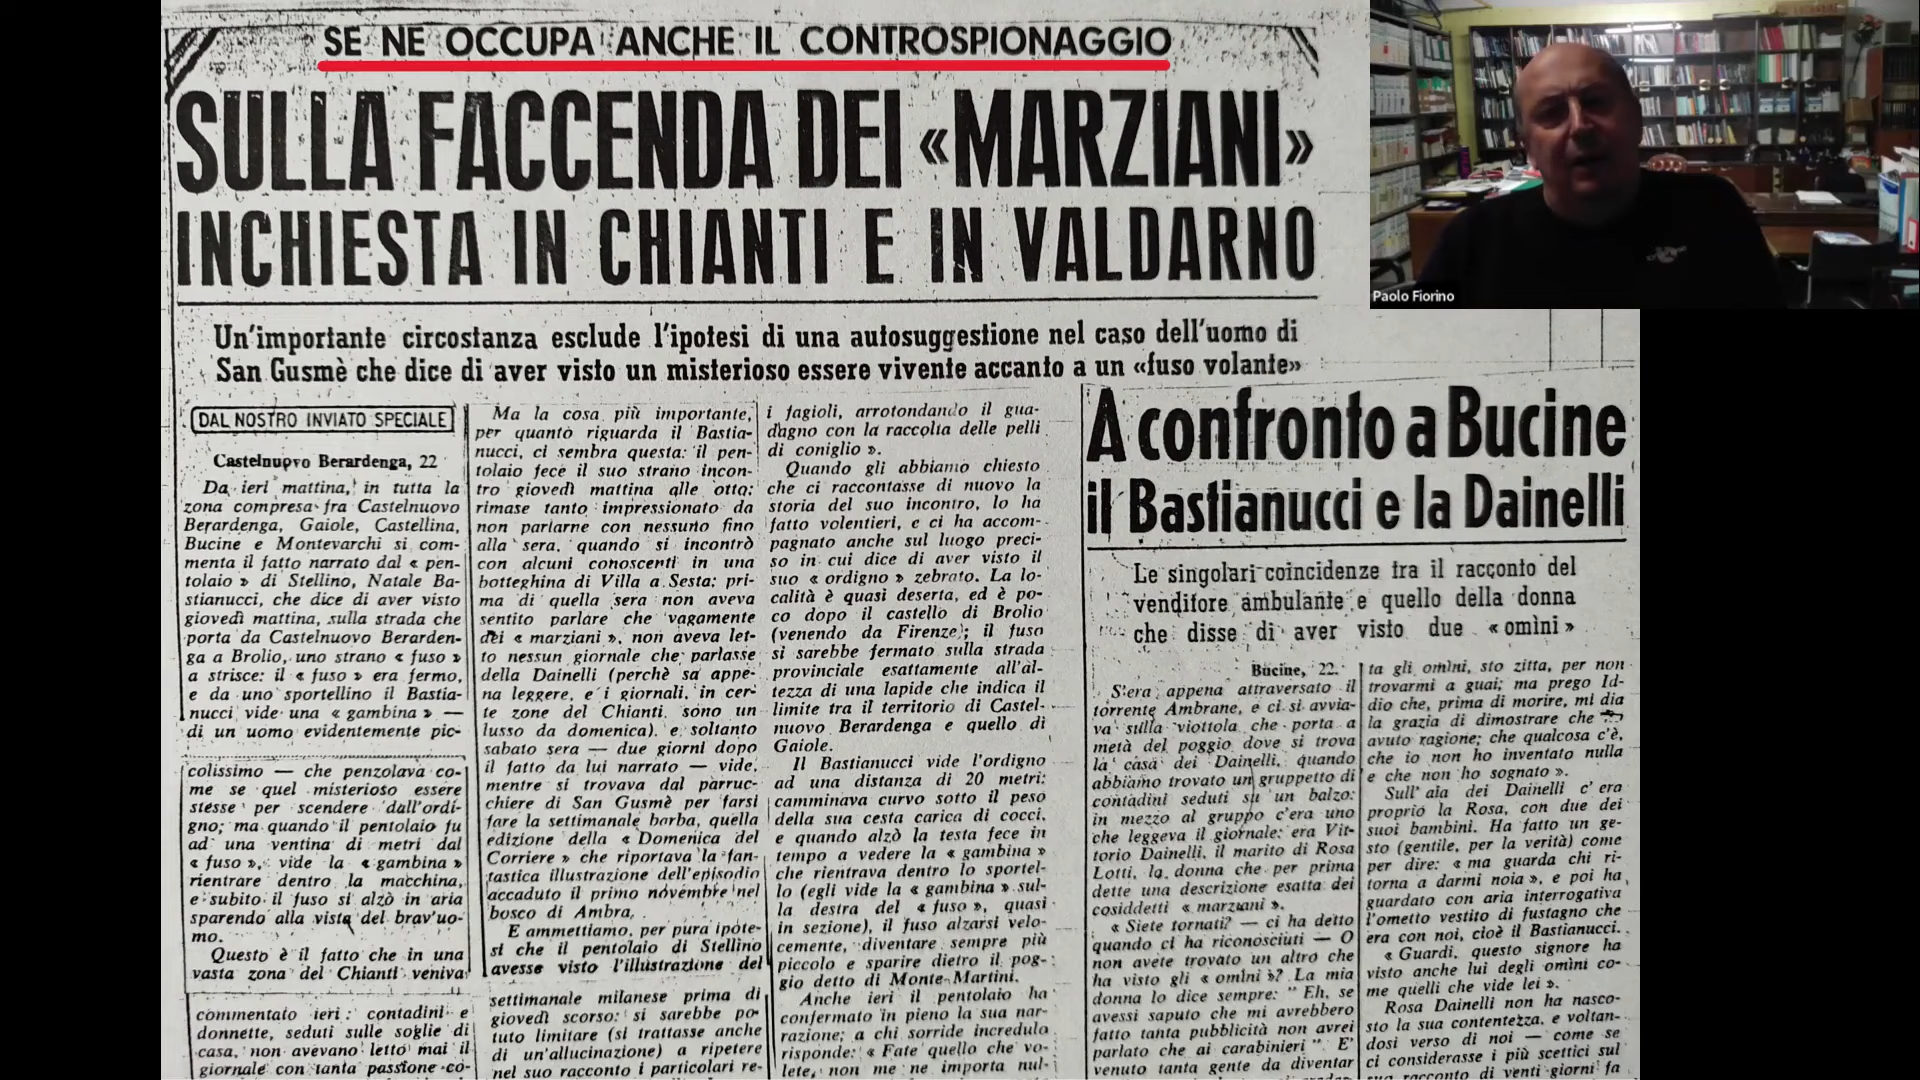 SE NE OCCUPA ANCHE IL CONTROSPIONAGGIO
SULLA FACCENDA DEI «MARZIANI»
INCHIESTA IN CHIANTI E IN VALDARNO
Un'importante circostanza esclude l'ipotesi di una autosuggestione nel caso dell'uomo di
San Gusmè che dice di aver visto un misterioso essere vivente accanto a un «fuso volante»
DAL NOSTRO INVIATO SPECIALE
Castelnuovo Berardenga, 22
Da ieri mattina, in tutta la
zona compresa fra Castelnuovo
Berardenga, Gaiole, Castellina,
Bucine e Montevarchi si com-
menta il fatto narrato dal « pen-
tolaio » di Stellino, Natale Ba-
stianucci, che dice di aver visto
giovedì mattina, sulla strada che
porta da Castelnuovo Berarden-
ga a Brolio, uno strano « fuso »
a strisce: il « fuso » era fermo,
e da uno sportellino il Bastia-
nucci vide una « gambina » —
di un uomo evidentemente pic-
colissimo — che penzolava co-
me se quel misterioso essere
stesse per scendere dall'ordi-
gno; ma quando il pentolaio fu
ad una ventina di metri dal
« fuso », vide la « gambina »
rientrare dentro la macchina,
e subito il fuso si alzò in aria
sparendo alla vista del brav'uo-
mo.
Questo è il fatto che in una
vasta zona del Chianti veniva
commentato ieri: contadini e
donnette, seduti sulle soglie di
casa, non avevano letto mai il
giornale con tanta passione co-
Ma la cosa più importante,
per quanto riguarda il Bastia-
nucci, ci sembra questa: il pen-
tolaio fece il suo strano incon-
tro giovedì mattina alle otto;
rimase tanto impressionato da
non parlarne con nessuno fino
alla sera, quando si incontrò
con alcuni conoscenti in una
botteghina di Villa a Sesta; pri-
ma di quella sera non aveva
sentito parlare che vagamente
dei « marziani », non aveva let-
to nessun giornale che parlasse
della Dainelli (perchè sa appe-
na leggere, e i giornali, in cer-
te zone del Chianti, sono un
lusso da domenica), e soltanto
sabato sera — due giorni dopo
il fatto da lui narrato — vide,
mentre si trovava dal parruc-
chiere di San Gusmè per farsi
fare la settimanale barba, quella
edizione della « Domenica del
Corriere » che riportava la fan-
tastica illustrazione dell'episodio
accaduto il primo novembre nel
bosco di Ambra.
E ammettiamo, per pura ipote-
si che il pentolaio di Stellino
avesse visto l'illustrazione del
settimanale milanese prima di
giovedì scorso: si sarebbe po-
tuto limitare (si trattasse anche
di un'allucinazione) a ripetere
nel suo racconto i particolari re-
i fagioli, arrotondando il gua-
dagno con la raccolta delle pelli
di coniglio ».
Quando gli abbiamo chiesto
che ci raccontasse di nuovo la
storia del suo incontro, lo ha
fatto volentieri, e ci ha accom-
pagnato anche sul luogo preci-
so in cui dice di aver visto il
suo « ordigno » zebrato. La lo-
calità è quasi deserta, ed è po-
co dopo il castello di Brolio
(venendo da Firenze); il fuso
si sarebbe fermato sulla strada
provinciale esattamente all'al-
tezza di una lapide che indica il
limite tra il territorio di Castel-
nuovo Berardenga e quello di
Gaiole.
Il Bastianucci vide l'ordigno
ad una distanza di 20 metri:
camminava curvo sotto il peso
della sua cesta carica di cocci,
e quando alzò la testa fece in
tempo a vedere la « gambina »
che rientrava dentro lo sportel-
lo (egli vide la « gambina » sul-
la destra del « fuso », quasi
in sezione), il fuso alzarsi velo-
cemente, diventare sempre più
piccolo e sparire dietro il pog-
gio detto di Monte Martini.
Anche ieri il pentolaio ha
confermato in pieno la sua nar-
razione; a chi sorride incredulo
risponde: « Fate quello che vo-
lete, non me ne importa nul-
A confronto a Bucine
il Bastianucci e la Dainelli
Le singolari coincidenze tra il racconto del
venditore ambulante e quello della donna
che disse di aver visto due «omìni»
Bucine, 22.
S'era appena attraversato il
torrente Ambrane, e ci si avvia-
va sulla viottola che porta a
metà del poggio dove si trova
la casa dei Dainelli, quando
abbiamo trovato un gruppetto di
contadini seduti su un balzo:
in mezzo al gruppo c'era uno
che leggeva il giornale: era Vit-
torio Dainelli, il marito di Rosa
Lotti, la donna che per prima
dette una descrizione esatta dei
cosiddetti « marziani ».
« Siete tornati? — ci ha detto
quando ci ha riconosciuti — O
non avete trovato un altro che
ha visto gli « omìni »? La mia
donna lo dice sempre: " Eh, se
avessi saputo che mi avrebbero
fatto tanta pubblicità non avrei
parlato che ai carabinieri ". E'
venuto tanta gente da diventar
ta gli omìni, sto zitta, per non
trovarmi a guai; ma prego Id-
dio che, prima di morire, mi dia
la grazia di dimostrare che
avuto ragione; che qualcosa c'è,
che io non ho inventato nulla
e che non ho sognato ».
Sull'aia dei Dainelli c'era
proprio la Rosa, con due dei
suoi bambini. Ha fatto un ge-
sto (gentile, per la verità) come
per dire: « ma guarda chi ri-
torna a darmi noia », e poi ha
guardato con aria interrogativa
l'ometto vestito di fustagno che
era con noi, cioè il Bastianucci.
« Guardi, questo signore ha
visto anche lui degli omìni co-
me quelli che vide lei ».
Rosa Dainelli non ha nasco-
sto la sua contentezza, e voltan-
dosi verso di noi — come se
ci considerasse i più scettici sul
racconto di venti giorni fa
Paolo Fiorino